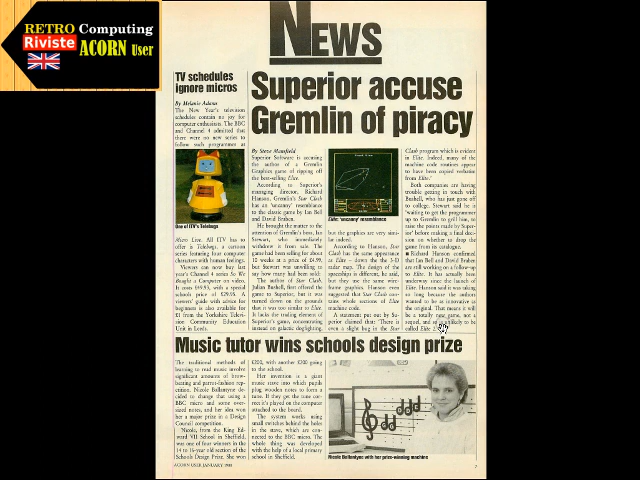 RETRO Computing
Riviste ACORN User
NEWS
TV schedules
ignore micros
By Melanie Adams
The New Year's television
schedules contain no joy for
computer enthusiasts. The BBC
and Channel 4 admitted that
there were no new series to
follow such programmes as
One of ITV's Telebugs
Micro Live. All ITV has to
offer is Telebugs, a cartoon
series featuring four computer
characters with human feelings.
Viewers can now buy last
year's Channel 4 series So We
Bought a Computer on video.
It costs £49.95, with a special
schools price of £29.95. A
viewers' guide with advice for
beginners is also available for
£1 from the Yorkshire Televi-
sion Community Education
Unit in Leeds.
Superior accuse
Gremlin of piracy
By Steve Mansfield
Superior Software is accusing
the author of a Gremlin
Graphics game of ripping off
the best-selling Elite.
According to Superior's
managing director, Richard
Hanson, Gremlin's Star Clash
has an 'uncanny' resemblance
to the classic game by Ian Bell
and David Braben.
He brought the matter to the
attention of Gremlin's boss, Ian
Stewart, who immediately
withdrew it from sale. The
game had been selling for about
10 weeks at a price of £4.99,
but Stewart was unwilling to
say how many had been sold.
The author of Star Clash,
Julian Baskell, first offered the
game to Superior, but it was
turned down on the grounds
that it was too similar to Elite.
It lacks the trading element of
Superior's game, concentrating
instead on galactic dogfighting,
Elite: 'uncanny' resemblance
but the graphics are very simi-
lar indeed.
According to Hanson, Star
Clash has the same appearance
as Elite – down the the 3-D
radar map. The design of the
spaceships is different, he said,
but they use the same wire-
frame graphics. Hanson even
suggested that Star Clash con-
tains whole sections of Elite
machine code.
A statement put out by Su-
perior claimed that: 'There is
even a slight bug in the Star
Clash program which is evident
in Elite. Indeed, many of the
machine code routines appear
to have been copied verbatim
from Elite.'
Both companies are having
trouble getting in touch with
Baskell, who has just gone off
to college. Stewart said he is
'waiting to get the programmer
up to Gremlin to grill him, so
raise the points made by Super-
ior' before making a final deci-
sion on whether to drop the
game from its catalogue.
■ Richard Hanson confirmed
that Ian Bell and David Braben
are still working on a follow-up
to Elite. It has actually been
underway since the launch of
Elite. Hanson said it was taking
so long because the authors
wanted it to be as innovative as
the original. That means it will
be a totally new game, not a
sequel, and is unlikely to be
called Elite
Music tutor wins schools design prize
The traditional methods of
learning to read music involve
significant amounts of brow-
beating and parrot-fashion rep-
etition. Nicole Ballantyne de-
cided to change that using a
BBC micro and some over-
sized notes, and her idea won
her a major prize in a Design
Council competition.
Nicole, from the King Ed-
ward VII School in Sheffield,
was one of four winners in the
14 to 16-year old section of the
Schools Design Prize. She won
£200, with another £200 going
to the school.
Her invention is a giant
music stave into which pupils
plug wooden notes to form a
tune. If they get the tune cor-
rect it's played on the computer
attached to the board.
The system works using
small switches behind the holes
in the stave, which are con-
nected to the BBC micro. The
whole thing was developed
with the help of a local primary
school in Sheffield.
Nicole Ballantyne with her prize-winning machine
ACORN USER JANUARY 1988
7